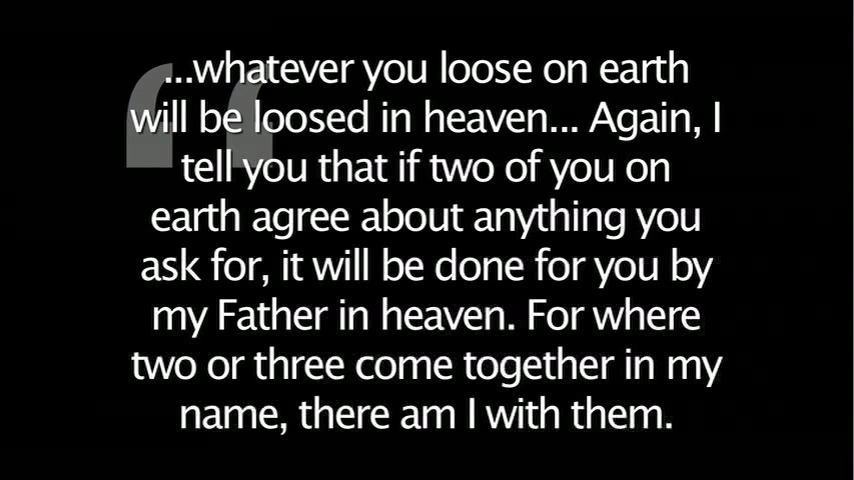 ...whatever you loose on earth
will be loosed in heaven... Again, I
tell you that if two of you on
earth agree about anything you
ask for, it will be done for you by
my Father in heaven. For where
two or three come together in my
name, there am I with them.